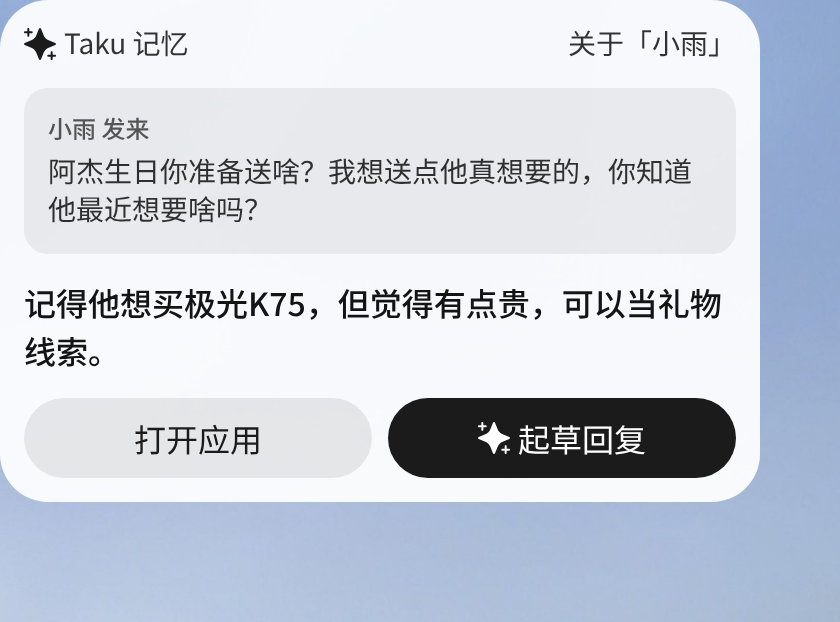 Taku 记忆
关于「小雨」
小雨 发来
阿杰生日你准备送啥？我想送点他真想要的，你知道
他最近想要啥吗？
记得他想买极光K75，但觉得有点贵，可以当礼物
线索。
打开应用
起草回复